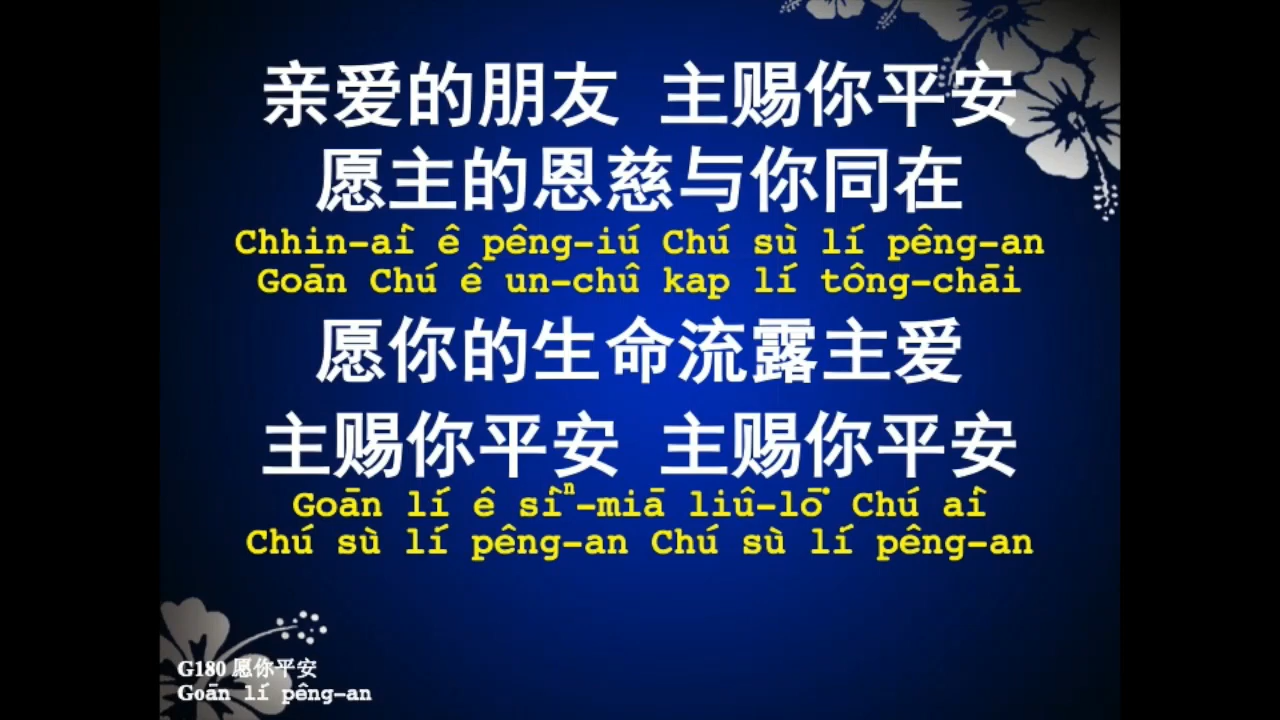 亲爱的朋友 主赐你平安
愿主的恩慈与你同在
Chhin-aì ê pêng-iú Chú sù lí pêng-an
Goān Chú ê un-chû kap lí tông-chāi
愿你的生命流露主爱
主赐你平安 主赐你平安
Goān lí ê sìⁿ-miā liû-lō͘ Chú aì
Chú sù lí pêng-an Chú sù lí pêng-an
G180 愿你平安
Goān lí pêng-an